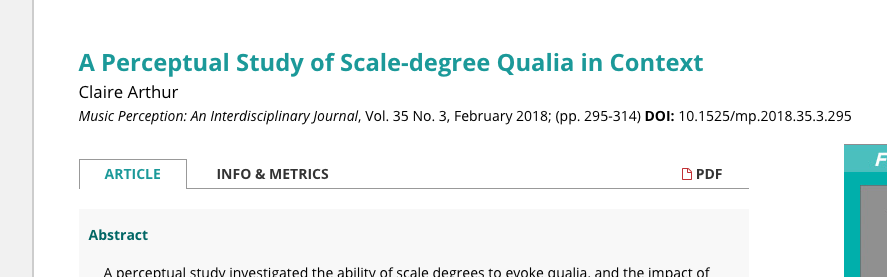 A Perceptual Study of Scale-degree Qualia in Context
Claire Arthur
Music Perception: An Interdisciplinary Journal, Vol. 35 No. 3, February 2018; (pp. 295-314) DOI: 10.1525/mp.2018.35.3.295
ARTICLE INFO & METRICS PDF
F
Abstract
A perceptual study investigated the ability of scale degrees to evoke qualia, and the impact of